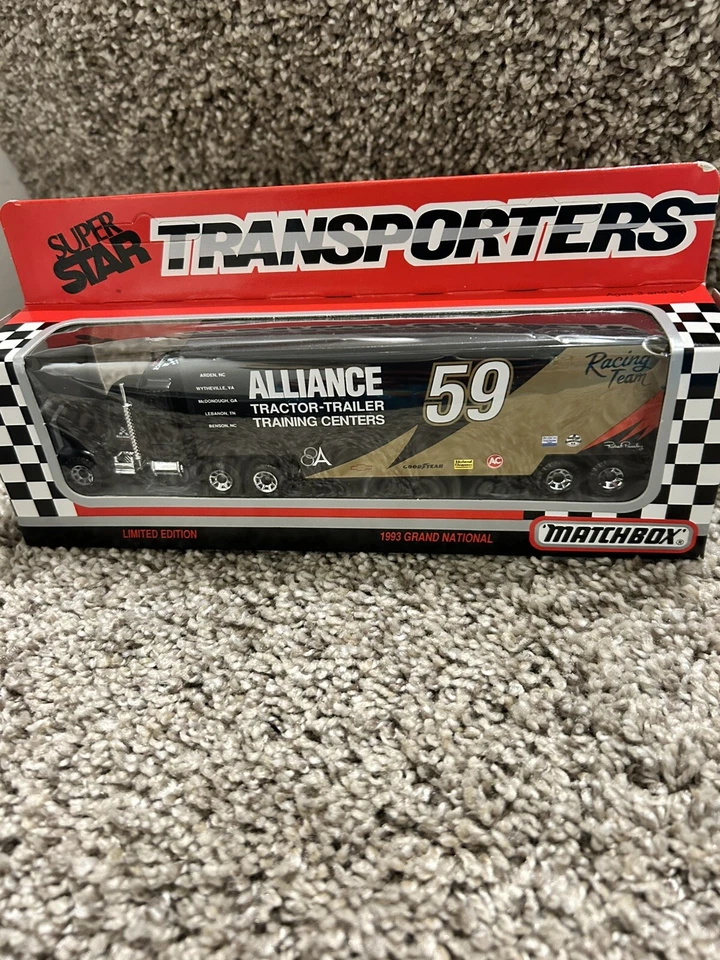 SUPER
STAR
TRANSPORTERS
ARDEN, NC
WYTHEVILLE, VA
McDONOUGH, GA
LEBANON, TN
BENSON, NC
ALLIANCE
TRACTOR-TRAILER
TRAINING CENTERS
59
Racing
Team
GOODYEAR
AC
LIMITED EDITION
1993 GRAND NATIONAL
MATCHBOX®